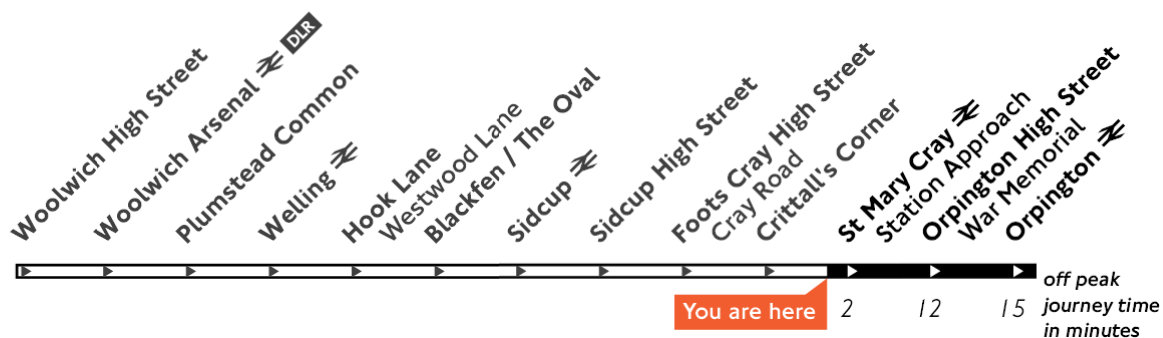 Woolwich High Street
Woolwich Arsenal DLR
Plumstead Common
Welling
Hook Lane
Westwood Lane
Blackfen / The Oval
Sidcup
Sidcup High Street
Foots Cray High Street
Cray Road
Crittall's Corner
St Mary Cray
Station Approach
Orpington High Street
War Memorial
Orpington
You are here
2
12
15
off peak
journey time
in minutes